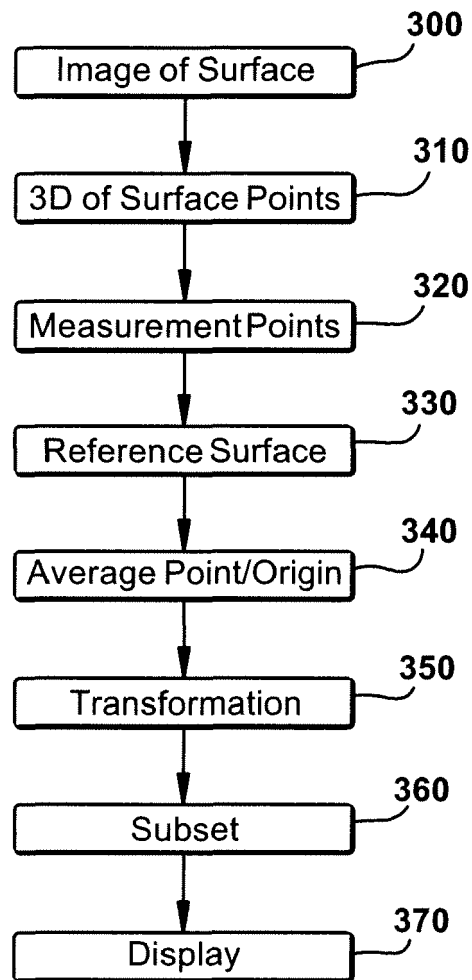 300
Image of Surface
310
3D of Surface Points
320
Measurement Points
330
Reference Surface
340
Average Point/Origin
350
Transformation
360
Subset
370
Display